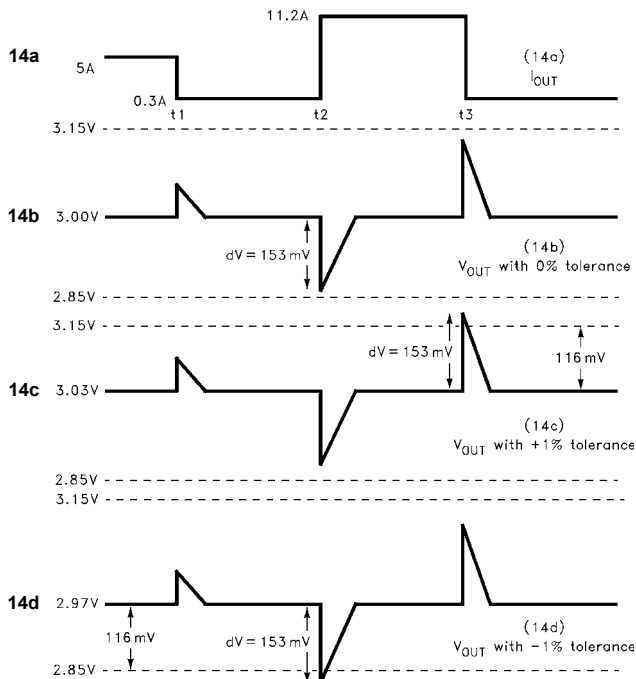 11.2A
14a
5A
(14a)
IOUT
0.3A
t1
t2
t3
3.15V
14b
3.00V
dV = 153 mV
(14b)
VOUT with 0% tolerance
2.85V
3.15V
dV = 153 mV
116 mV
14c
3.03V
(14c)
VOUT with +1% tolerance
2.85V
3.15V
14d
2.97V
116 mV
dV = 153 mV
(14d)
VOUT with −1% tolerance
2.85V